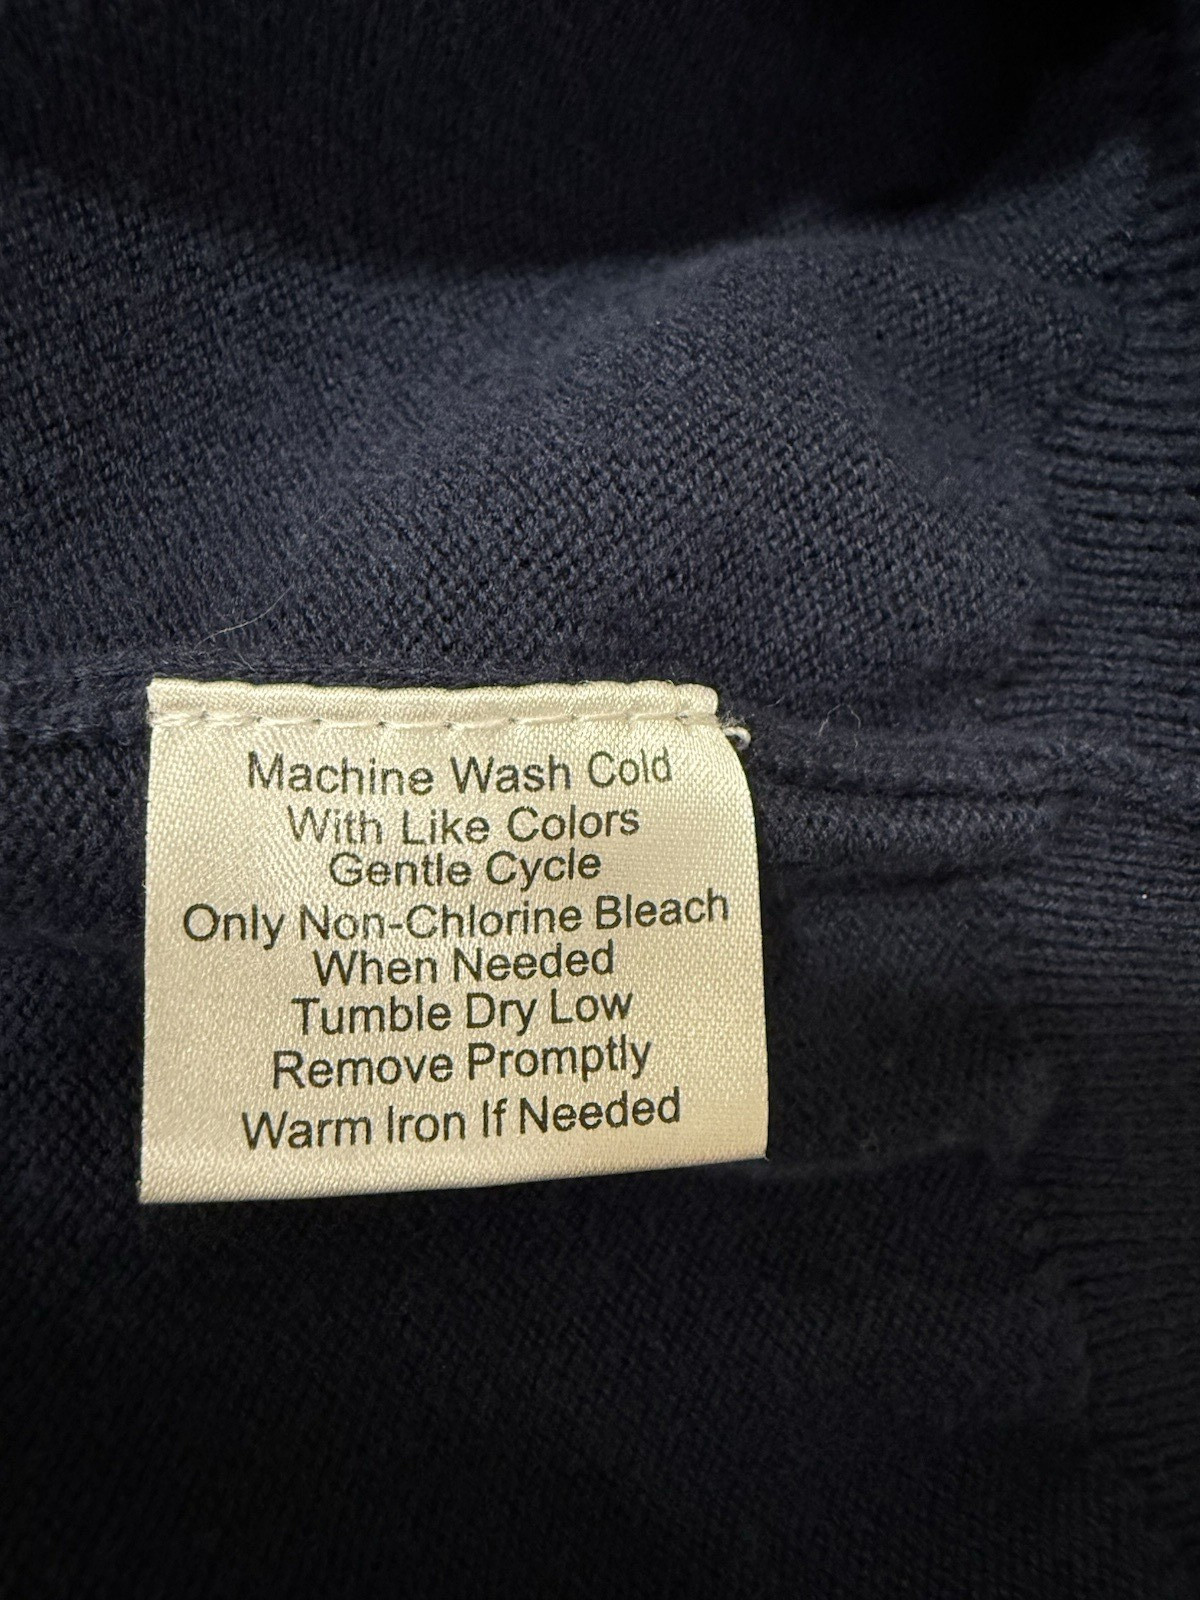 Machine Wash Cold
With Like Colors
Gentle Cycle
Only Non-Chlorine Bleach
When Needed
Tumble Dry Low
Remove Promptly
Warm Iron If Needed